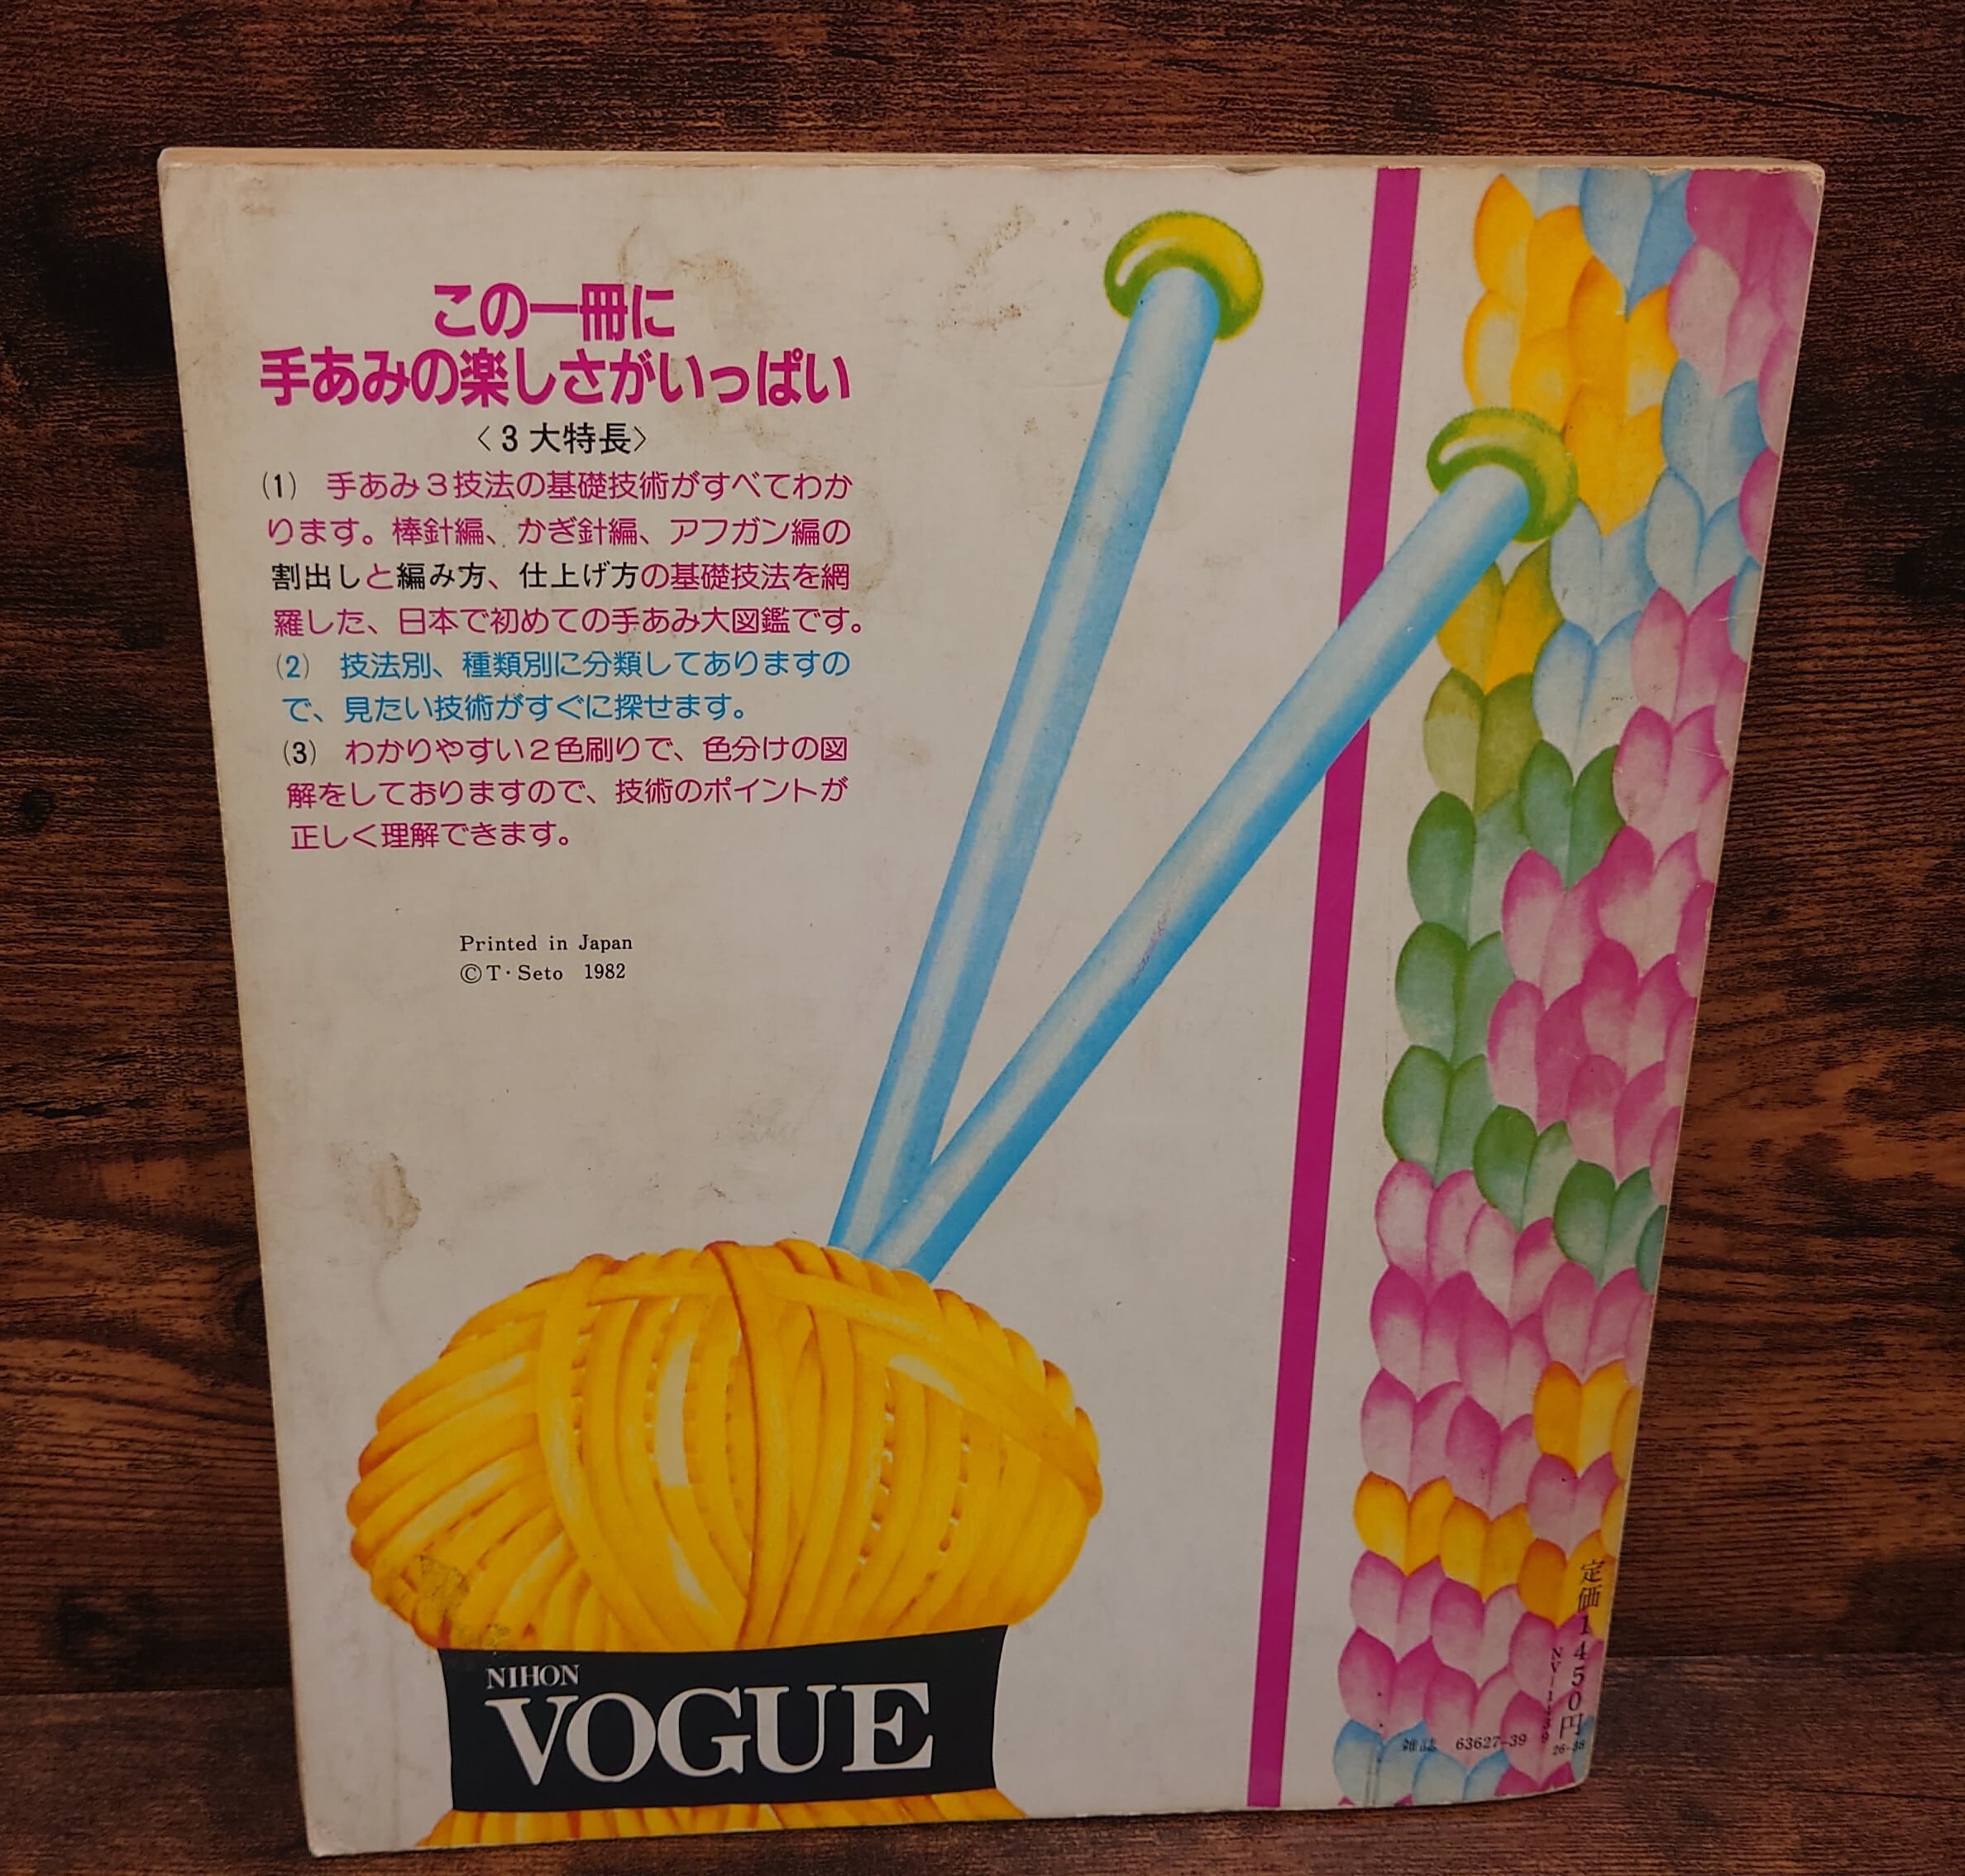 この一冊に
手あみの楽しさがいっぱい
〈3大特長〉
(1) 手あみ3技法の基礎技術がすべてわか
ります。棒針編、かぎ針編、アフガン編の
割出しと編み方、仕上げ方の基礎技法を網
羅した、日本で初めての手あみ大図鑑です。
(2) 技法別、種類別に分類してありますの
で、見たい技術がすぐに探せます。
(3) わかりやすい2色刷りで、色分けの図
解をしておりますので、技術のポイントが
正しく理解できます。
Printed in Japan
©T・Seto 1982
NIHON
VOGUE
定価1450円
雑誌 63627-39
26-38